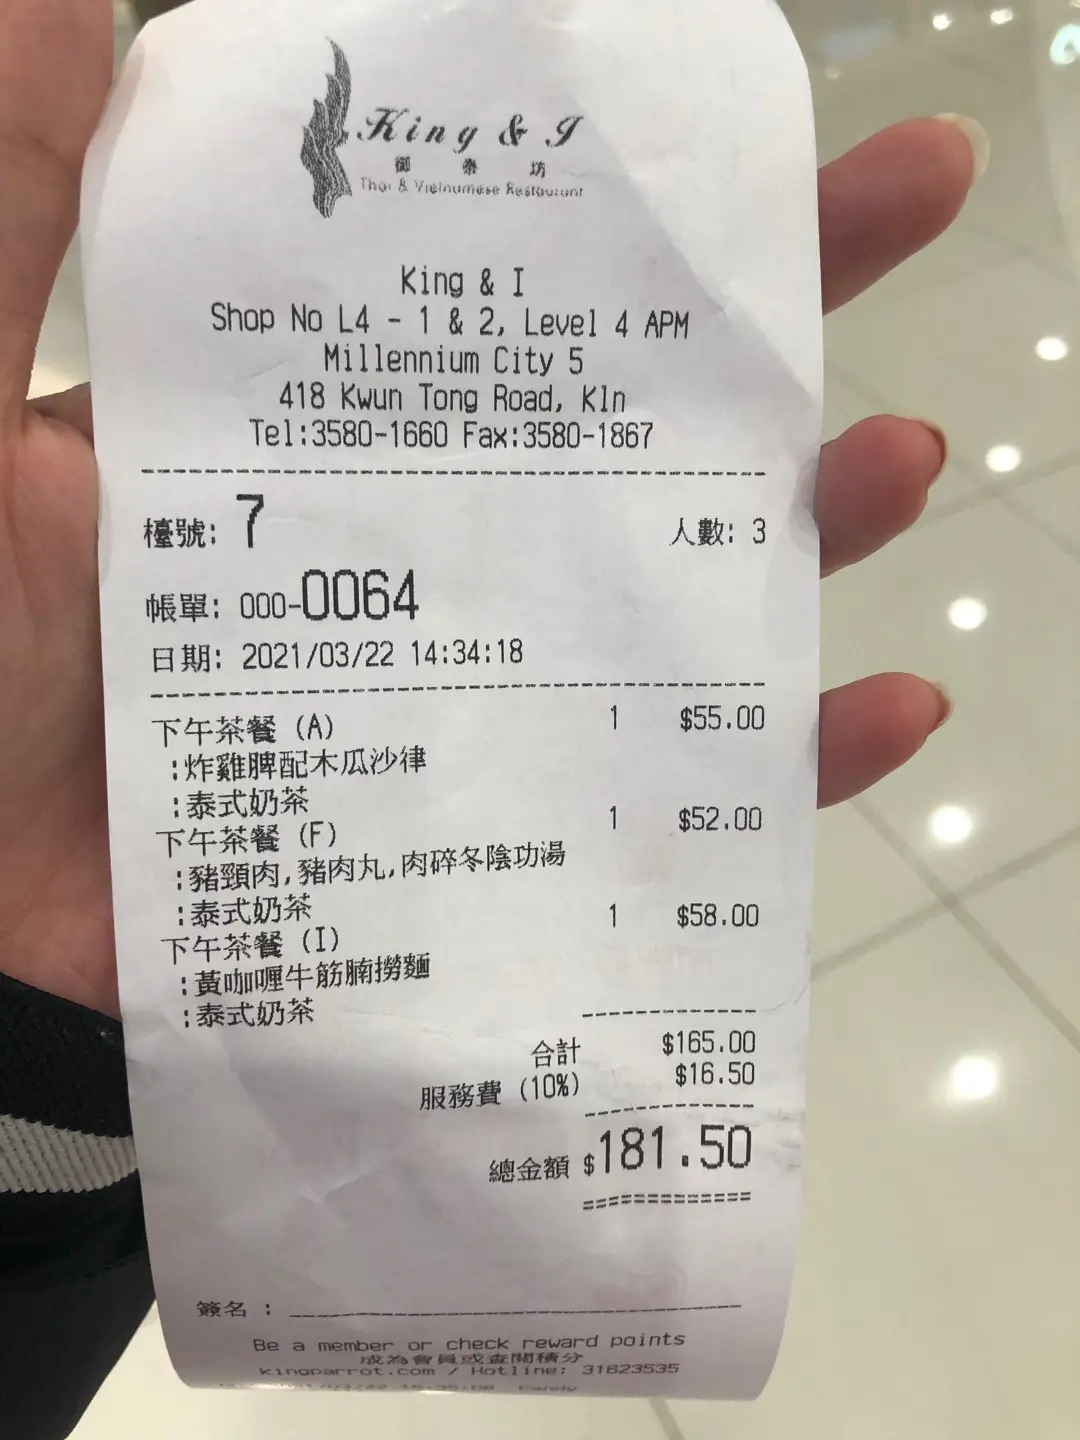 King & I
御泰坊
Thai & Vietnamese Restaurant
King & I
Shop No L4 - 1 & 2, Level 4 APM
Millennium City 5
418 Kwun Tong Road, Kln
Tel:3580-1660 Fax:3580-1867
檯號: 7 人數: 3
帳單: 000-0064
日期: 2021/03/22 14:34:18
下午茶餐 (A) 1 $55.00
:炸雞脾配木瓜沙律
:泰式奶茶
下午茶餐 (F) 1 $52.00
:豬頸肉,豬肉丸,肉碎冬陰功湯
:泰式奶茶
下午茶餐 (I) 1 $58.00
:黃咖喱牛筋腩撈麵
:泰式奶茶
合計 $165.00
服務費 (10%) $16.50
總金額 $181.50
簽名 :
Be a member or check reward points
成為會員或查閱積分
kingparrot.com / Hotline: 31623535
Candy